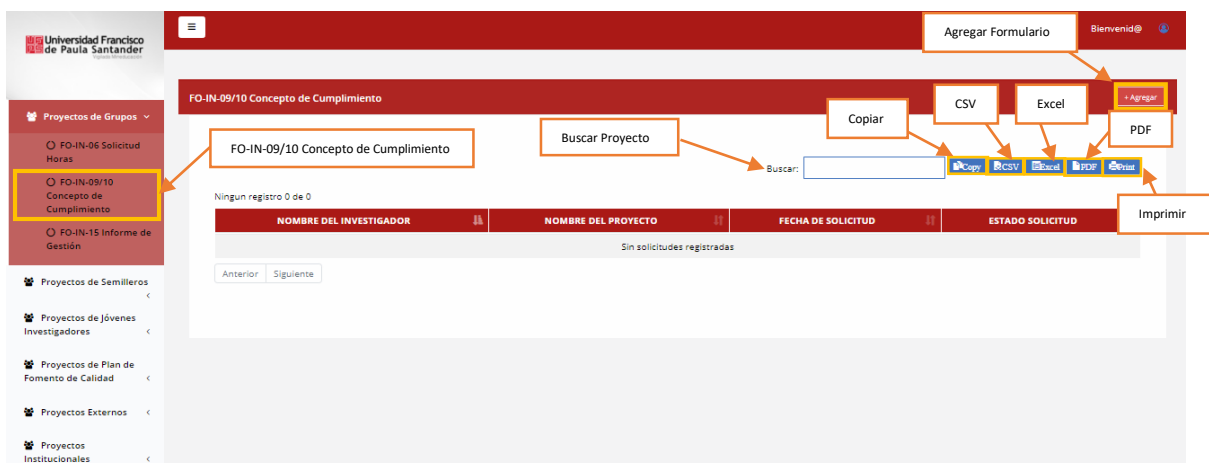 Universidad Francisco
de Paula Santander
Vigilada Mineducación
Agregar Formulario
Bienvenid@
FO-IN-09/10 Concepto de Cumplimiento
+ Agregar
Proyectos de Grupos
FO-IN-06 Solicitud
Horas
FO-IN-09/10
Concepto de
Cumplimiento
FO-IN-15 Informe de
Gestión
Proyectos de Semilleros
Proyectos de Jóvenes
Investigadores
Proyectos de Plan de
Fomento de Calidad
Proyectos Externos
Proyectos
Institucionales
FO-IN-09/10 Concepto de Cumplimiento
Buscar Proyecto
Copiar
CSV
Excel
PDF
Buscar:
Copy
CSV
Excel
PDF
Print
Imprimir
Ningun registro 0 de 0
NOMBRE DEL INVESTIGADOR
NOMBRE DEL PROYECTO
FECHA DE SOLICITUD
ESTADO SOLICITUD
Sin solicitudes registradas
Anterior
Siguiente